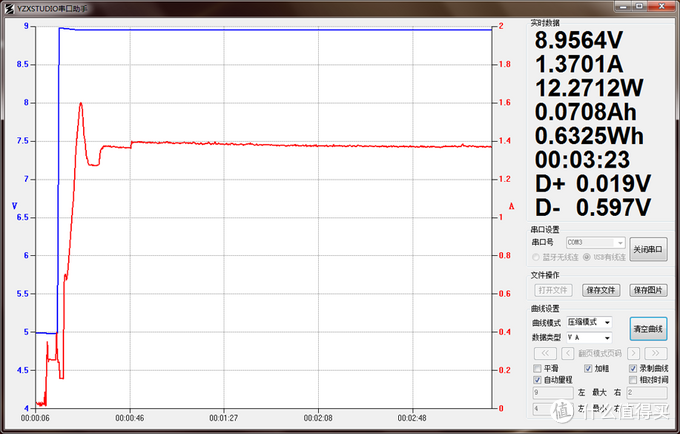 YZXSTUDIO串口助手
9
8.5
8
7.5
7
V
6.5
6
5.5
5
4.5
4
2
1.8
1.6
1.4
1.2
A
1
0.8
0.6
0.4
0.2
0
00:00:06
00:00:46
00:01:27
00:02:08
00:02:48
实时数据
8.9564V
1.3701A
12.2712W
0.0708Ah
0.6325Wh
00:03:23
D+ 0.019V
D- 0.597V
串口设置
串口号 COM3
关闭串口
蓝牙无线连 USB有线连
文件操作
打开文件 保存文件 保存图片
曲线设置
曲线模式 压缩模式
清空曲线
数据类型 V A
<< < 翻页模式页码 > >>
平滑 加粗 录制曲线
自动量程 相对时间
9 左 最大 右 2
4 左 最小 右
值 什么值得买